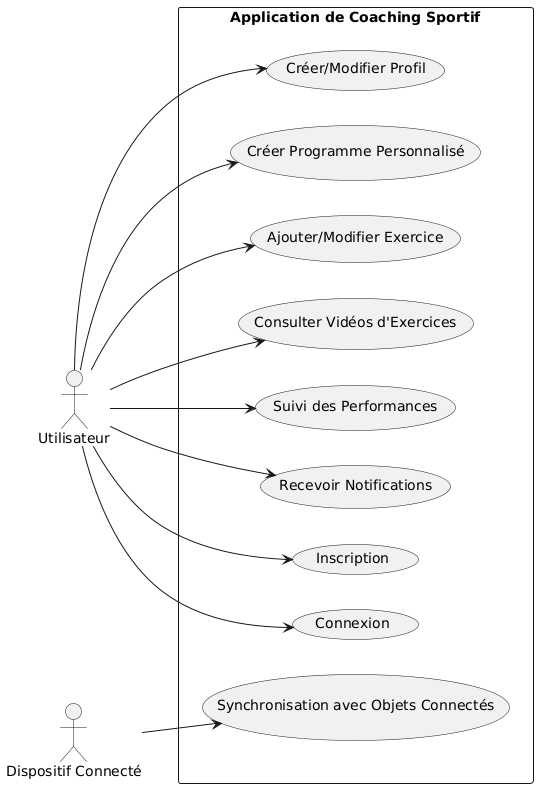 Application de Coaching Sportif
Créer/Modifier Profil
Créer Programme Personnalisé
Ajouter/Modifier Exercice
Consulter Vidéos d'Exercices
Suivi des Performances
Utilisateur
Recevoir Notifications
Inscription
Connexion
Synchronisation avec Objets Connectés
Dispositif Connecté